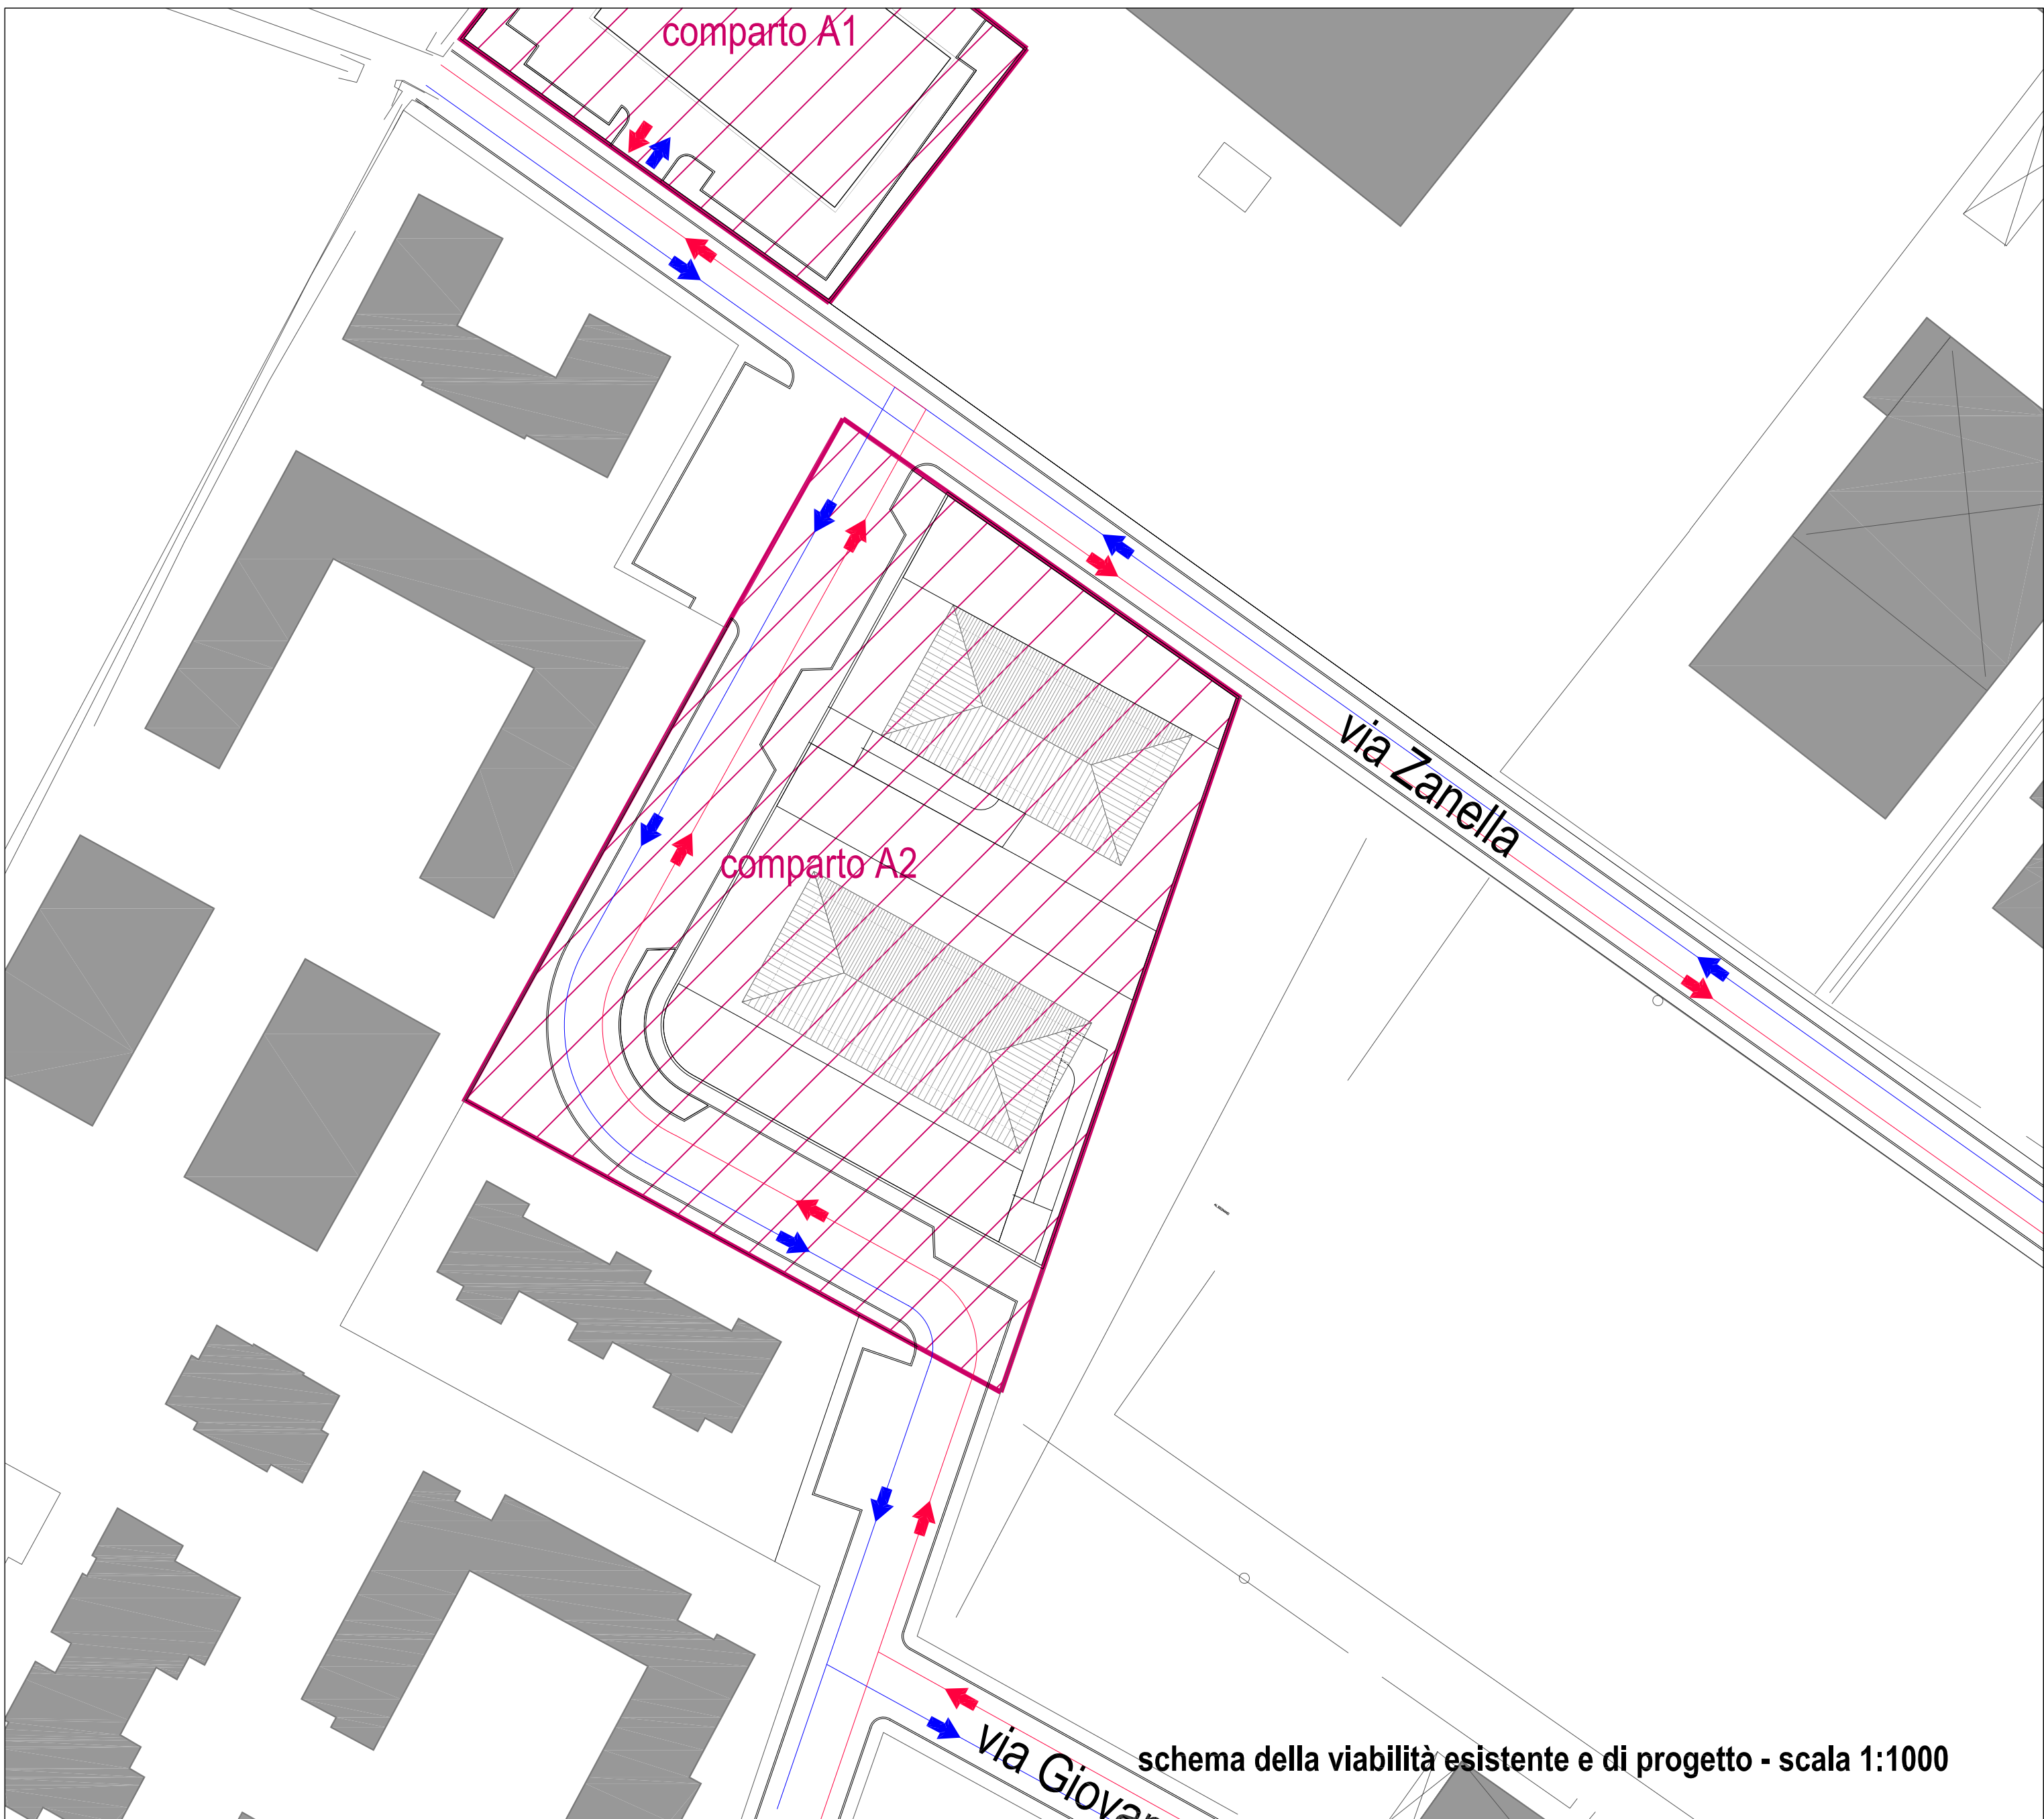 comparto A1
via Zanella
comparto A2
via Giovan
schema della viabilità esistente e di progetto - scala 1:1000